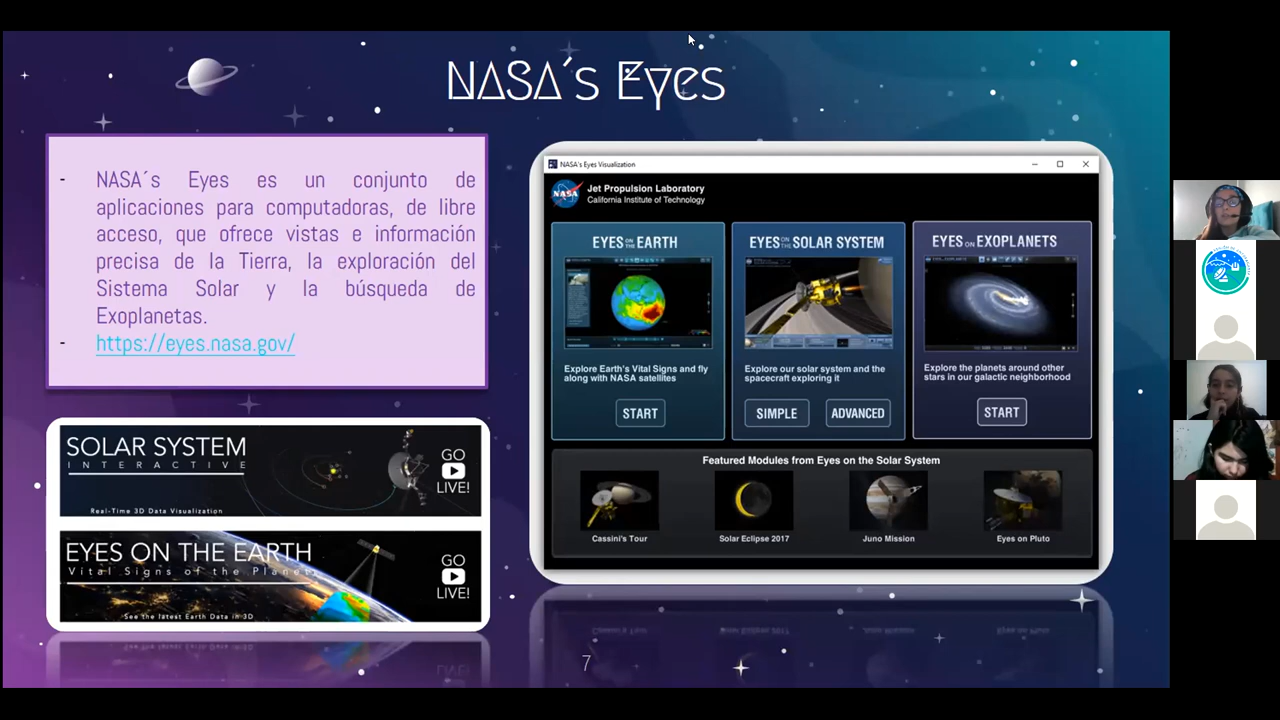 NASA´s Eyes
- NASA´s Eyes es un conjunto de
aplicaciones para computadoras, de libre
acceso, que ofrece vistas e información
precisa de la Tierra, la exploración del
Sistema Solar y la búsqueda de
Exoplanetas.
- https://eyes.nasa.gov/
SOLAR SYSTEM
INTERACTIVE
Real-Time 3D Data Visualization
GO
LIVE!
EYES ON THE EARTH
Vital Signs of the Planet
See the latest Earth Data in 3D
GO
LIVE!
NASA's Eyes Visualization
NASA
Jet Propulsion Laboratory
California Institute of Technology
EYES ON THE EARTH
Explore Earth's Vital Signs and fly
along with NASA satellites
START
EYES ON THE SOLAR SYSTEM
Explore our solar system and the
spacecraft exploring it
SIMPLE
ADVANCED
EYES ON EXOPLANETS
Explore the planets around other
stars in our galactic neighborhood
START
Featured Modules from Eyes on the Solar System
Cassini's Tour
Solar Eclipse 2017
Juno Mission
Eyes on Pluto
7